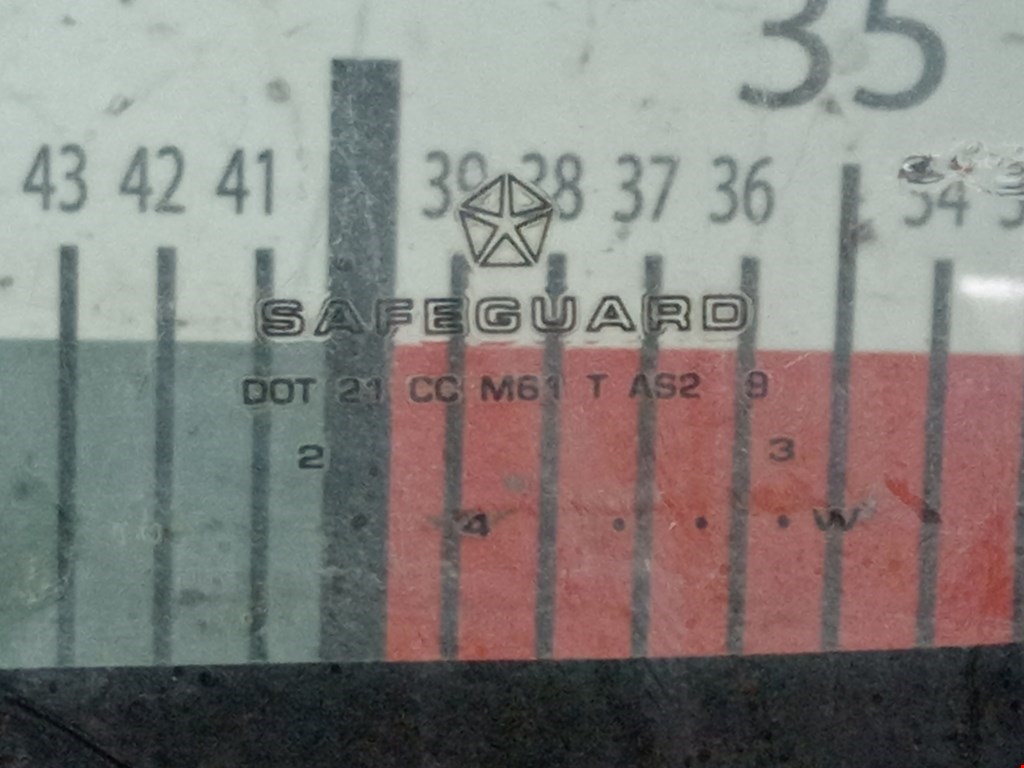 35
43 42 41 39 38 37 36 34
SAFEGUARD
DOT 21 CC M61 T AS2 9
2 3
4 . . . W